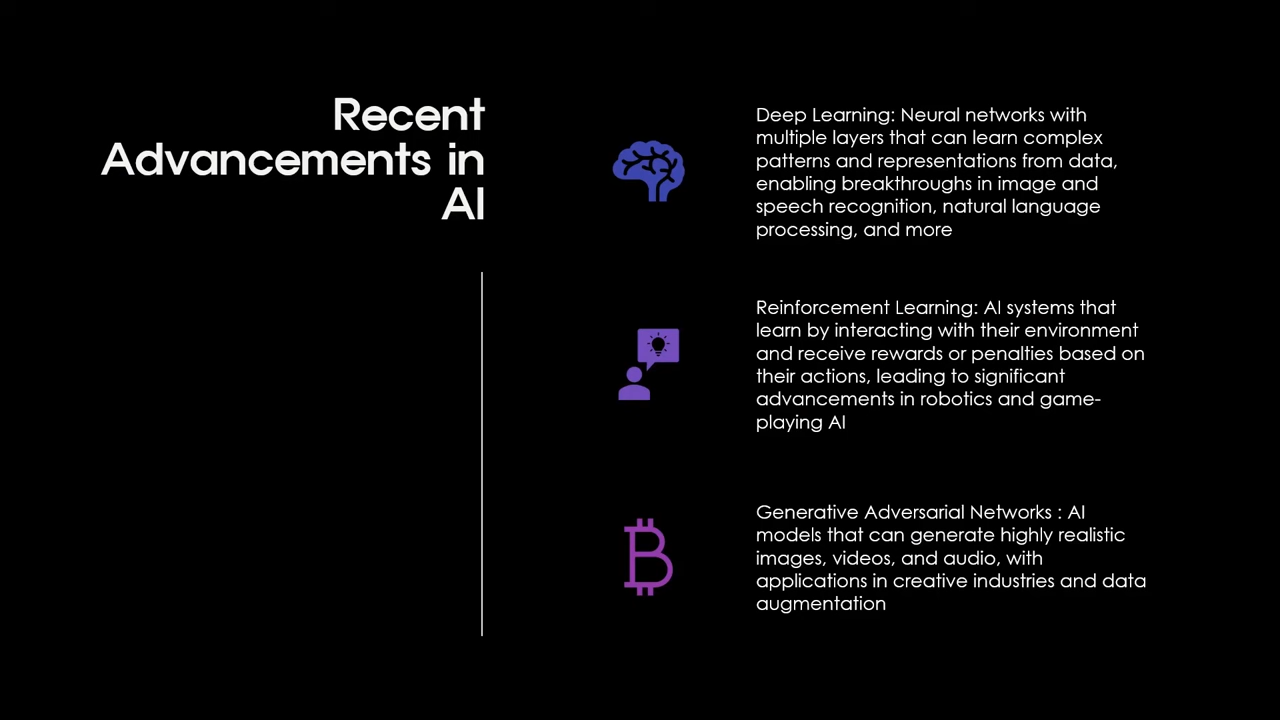 Recent
Advancements in
AI
Deep Learning: Neural networks with
multiple layers that can learn complex
patterns and representations from data,
enabling breakthroughs in image and
speech recognition, natural language
processing, and more
Reinforcement Learning: AI systems that
learn by interacting with their environment
and receive rewards or penalties based on
their actions, leading to significant
advancements in robotics and game-
playing AI
Generative Adversarial Networks : AI
models that can generate highly realistic
images, videos, and audio, with
applications in creative industries and data
augmentation